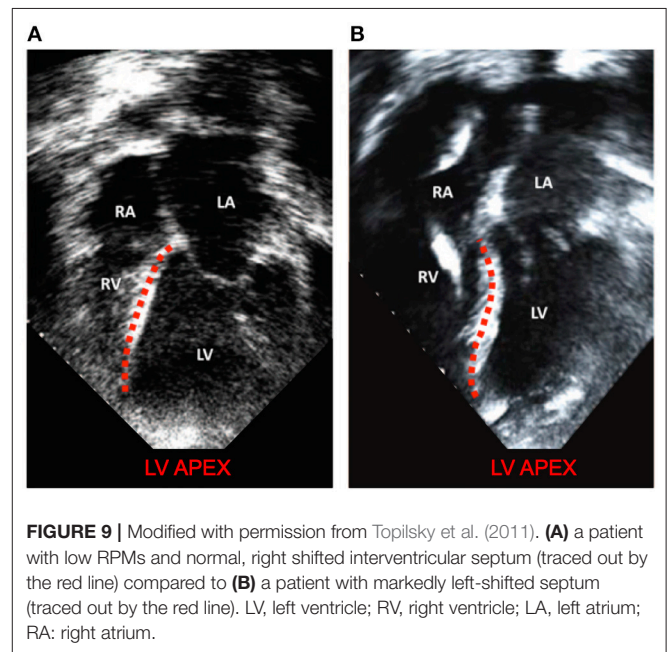 A
B
RA
LA
RV
LV
LV APEX
RA
LA
RV
LV
LV APEX
FIGURE 9 | Modified with permission from Topilsky et al. (2011). (A) a patient
with low RPMs and normal, right shifted interventricular septum (traced out by
the red line) compared to (B) a patient with markedly left-shifted septum
(traced out by the red line). LV, left ventricle; RV, right ventricle; LA, left atrium;
RA: right atrium.